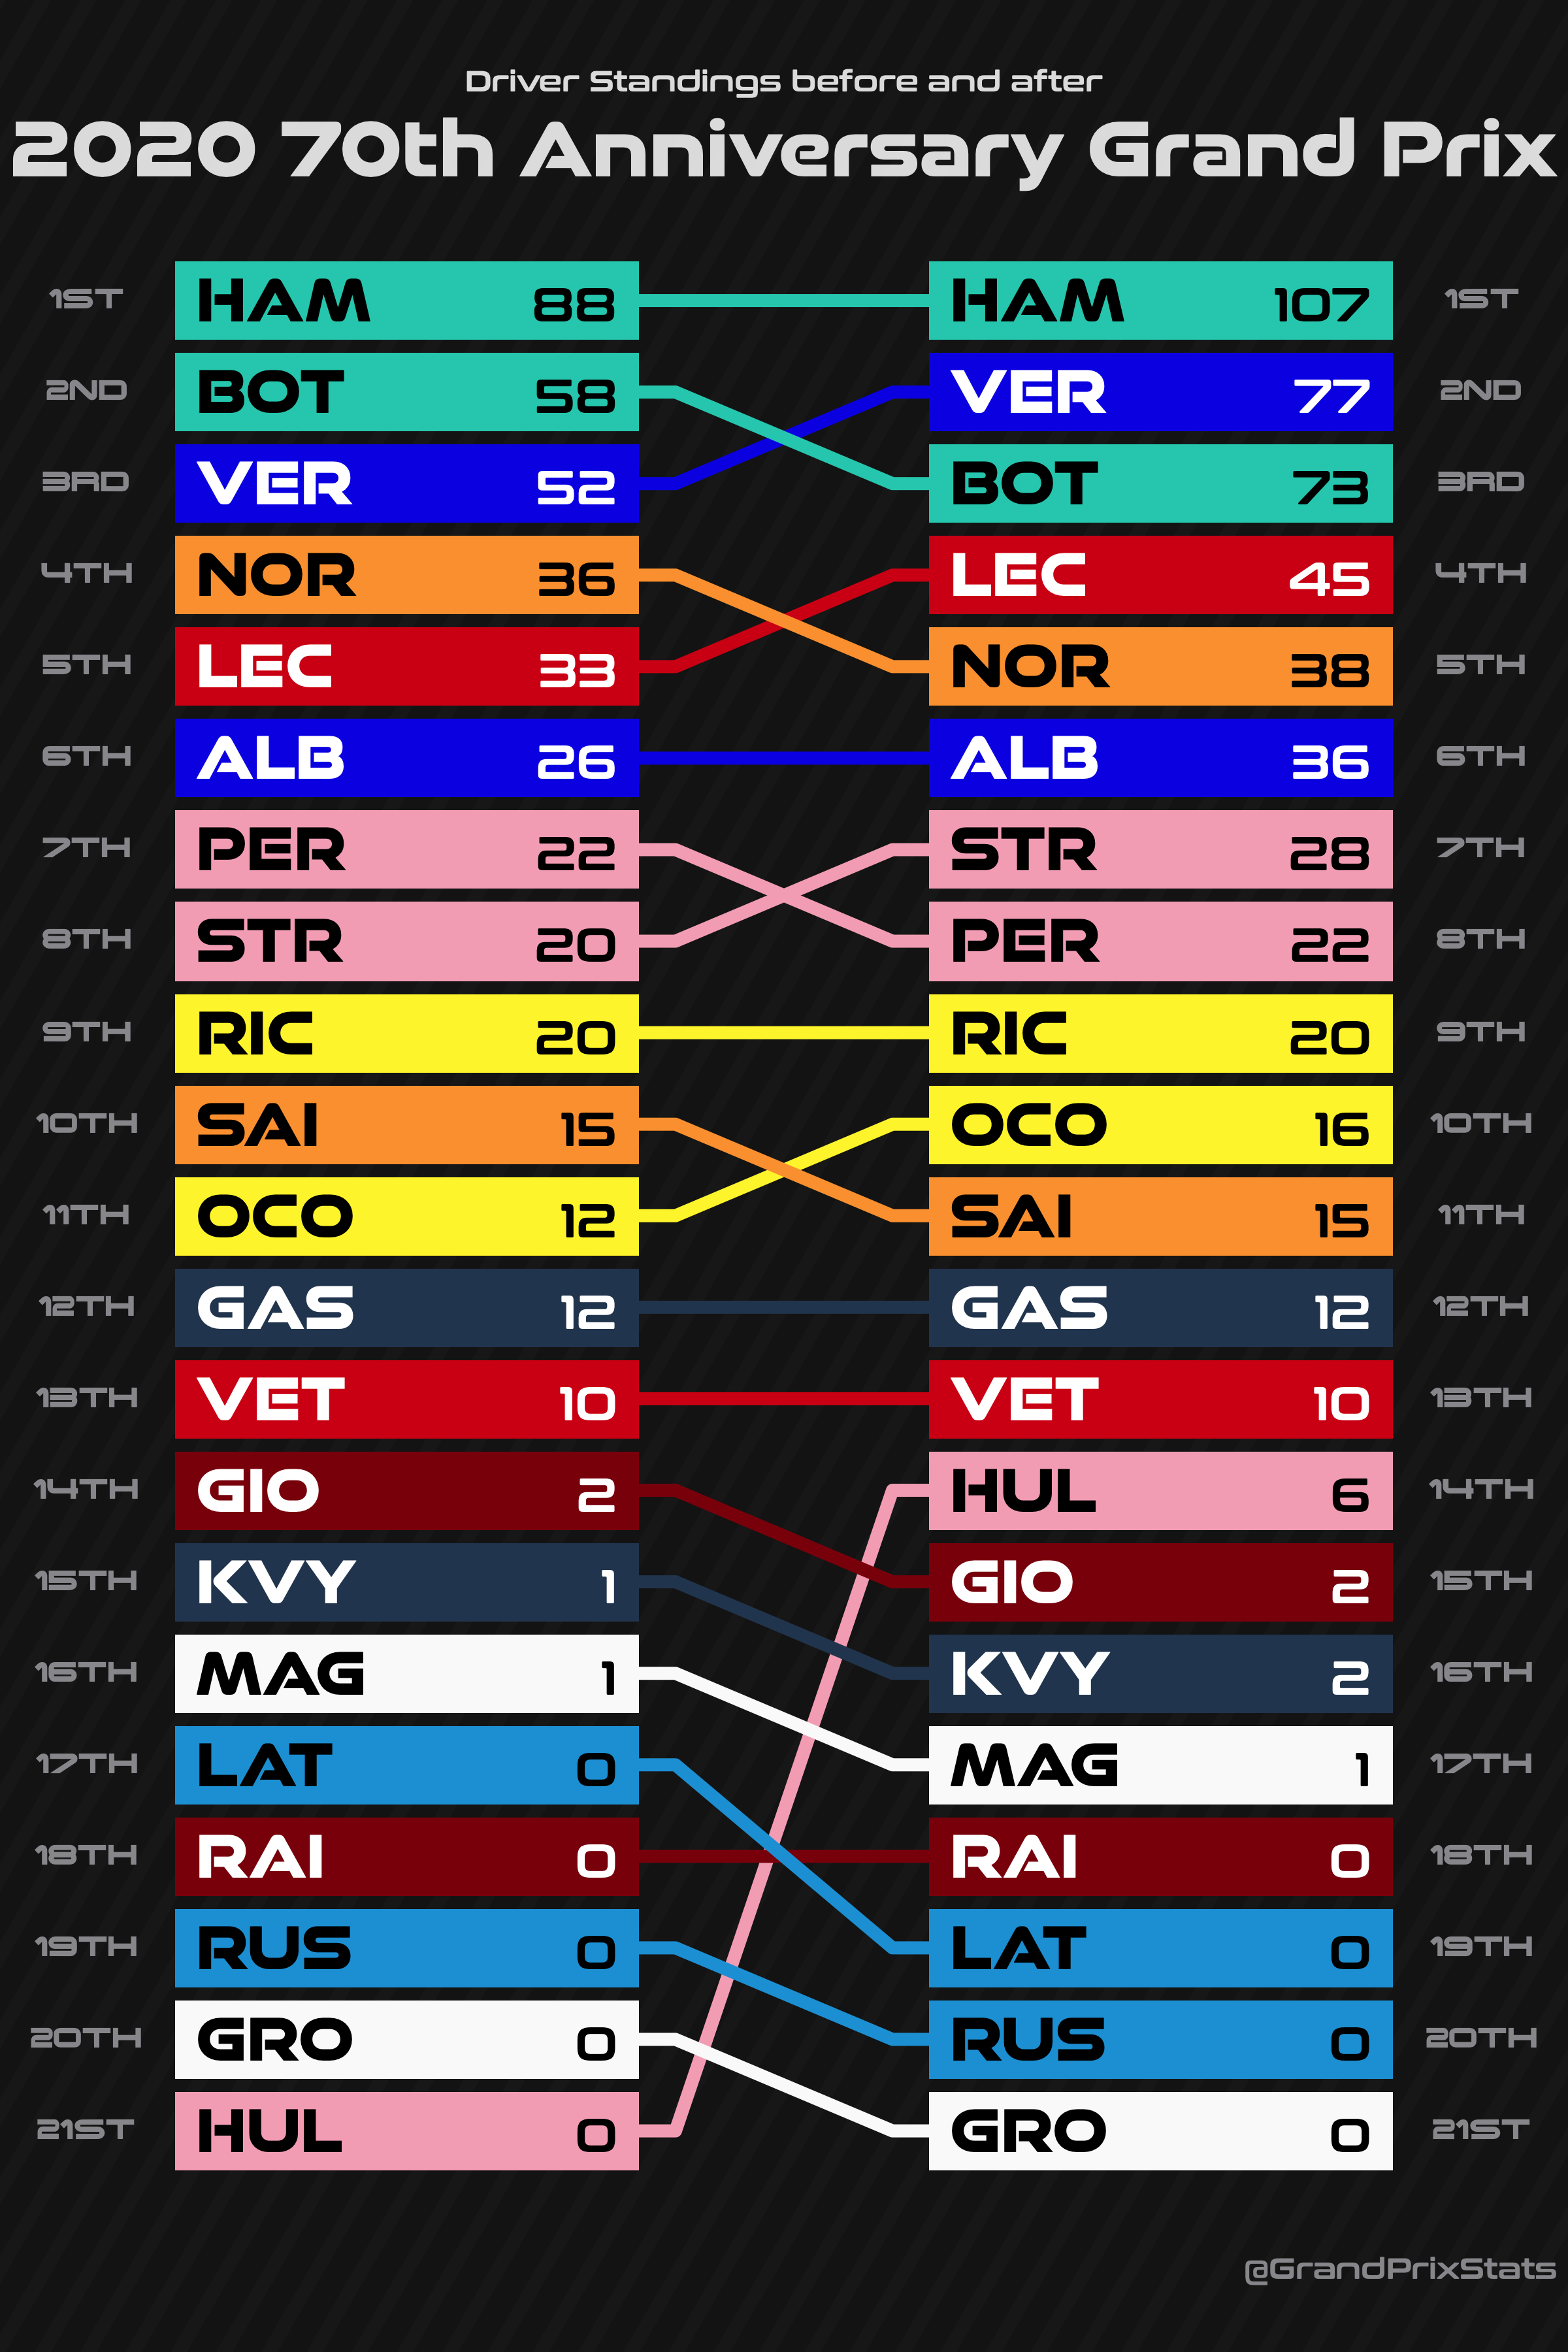 Driver Standings before and after
2020 70th Anniversary Grand Prix
1ST HAM 88 HAM 107 1ST
2ND BOT 58 VER 77 2ND
3RD VER 52 BOT 73 3RD
4TH NOR 36 LEC 45 4TH
5TH LEC 33 NOR 38 5TH
6TH ALB 26 ALB 36 6TH
7TH PER 22 STR 28 7TH
8TH STR 20 PER 22 8TH
9TH RIC 20 RIC 20 9TH
10TH SAI 15 OCO 16 10TH
11TH OCO 12 SAI 15 11TH
12TH GAS 12 GAS 12 12TH
13TH VET 10 VET 10 13TH
14TH GIO 2 HUL 6 14TH
15TH KVY 1 GIO 2 15TH
16TH MAG 1 KVY 2 16TH
17TH LAT 0 MAG 1 17TH
18TH RAI 0 RAI 0 18TH
19TH RUS 0 LAT 0 19TH
20TH GRO 0 RUS 0 20TH
21ST HUL 0 GRO 0 21ST
@GrandPrixStats